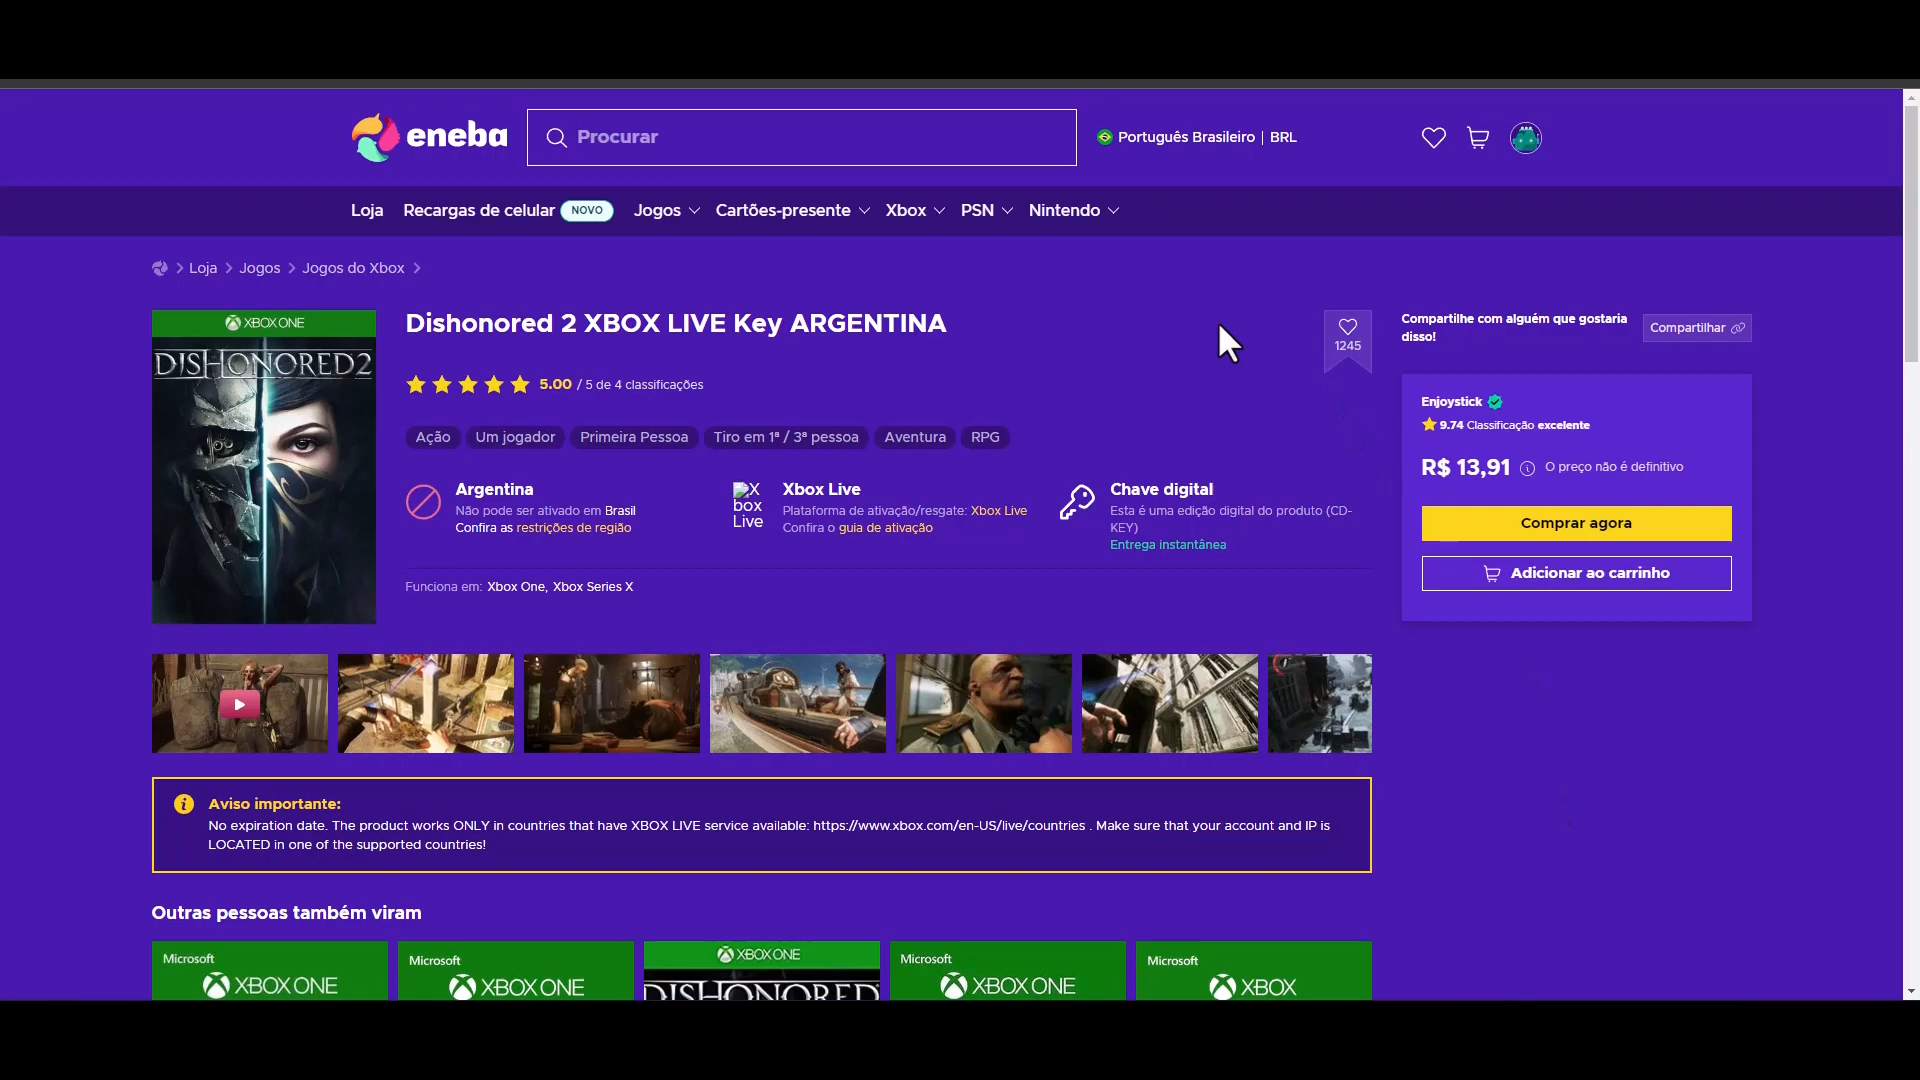 eneba
Procurar
Português Brasileiro | BRL
Loja
Recargas de celular NOVO
Jogos
Cartões-presente
Xbox
PSN
Nintendo
Loja > Jogos > Jogos do Xbox >
XBOX ONE
DISHONORED 2
Dishonored 2 XBOX LIVE Key ARGENTINA
1245
5.00 / 5 de 4 classificações
Ação
Um jogador
Primeira Pessoa
Tiro em 1ª / 3ª pessoa
Aventura
RPG
Argentina
Não pode ser ativado em Brasil
Confira as restrições de região
X
box
Live
Xbox Live
Plataforma de ativação/resgate: Xbox Live
Confira o guia de ativação
Chave digital
Esta é uma edição digital do produto (CD-
KEY)
Entrega instantânea
Funciona em: Xbox One, Xbox Series X
Compartilhe com alguém que gostaria
disso!
Compartilhar
Enjoystick
9.74 Classificação excelente
R$ 13,91 O preço não é definitivo
Comprar agora
Adicionar ao carrinho
Aviso importante:
No expiration date. The product works ONLY in countries that have XBOX LIVE service available: https://www.xbox.com/en-US/live/countries . Make sure that your account and IP is
LOCATED in one of the supported countries!
Outras pessoas também viram
Microsoft
XBOX ONE
Microsoft
XBOX ONE
XBOX ONE
DISHONORED
Microsoft
XBOX ONE
Microsoft
XBOX